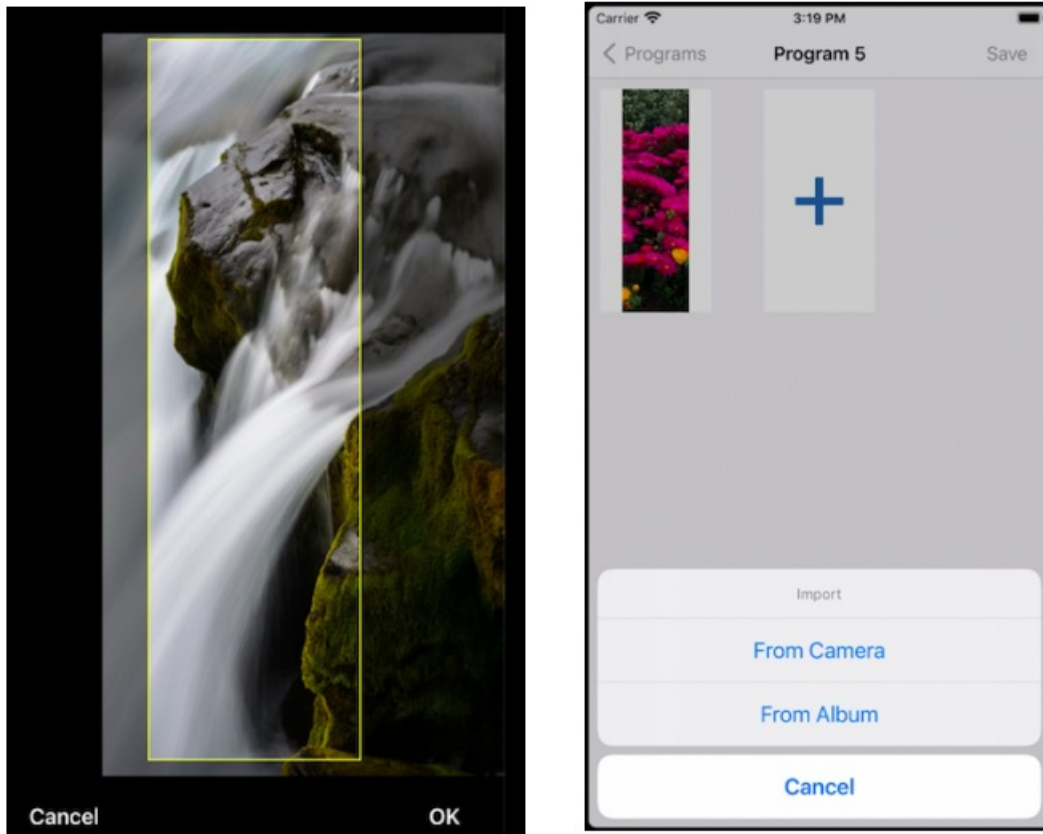 Cancel
OK
Carrier
3:19 PM
Programs
Program 5
Save
Import
From Camera
From Album
Cancel